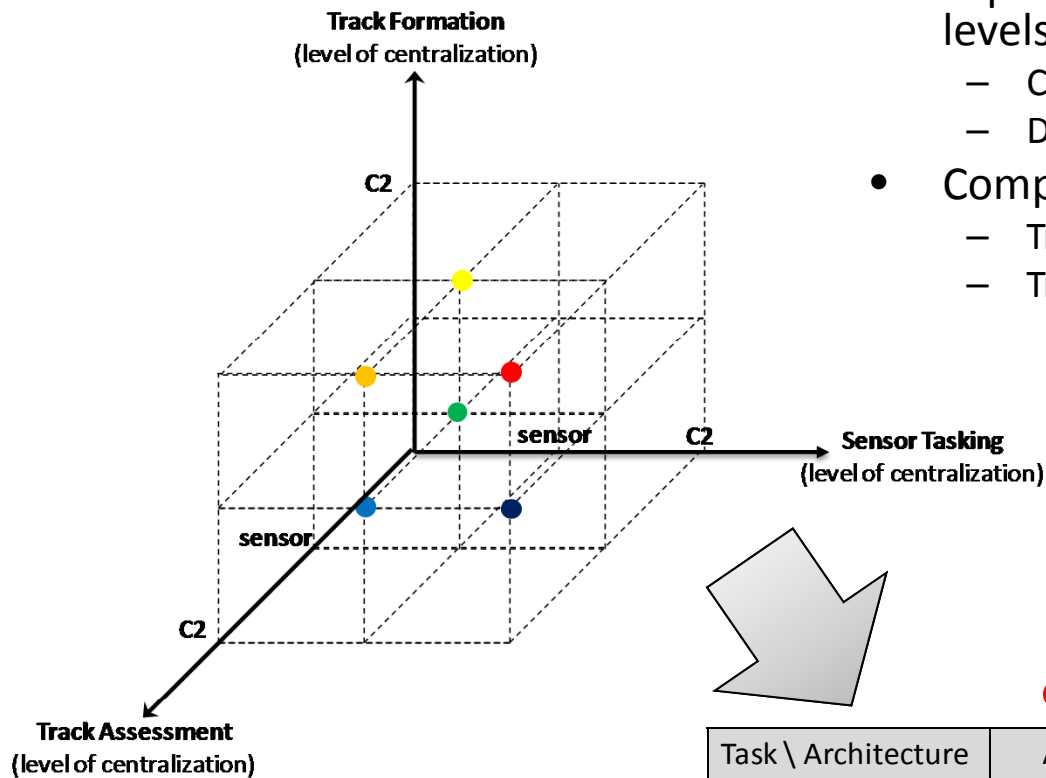 Track Formation
(level of centralization)
levels
– C
– D
C2
• Comp
– T
– T
sensor
C2
Sensor Tasking
(level of centralization)
sensor
C2
Track Assessment
(level of centralization)
Task \ Architecture